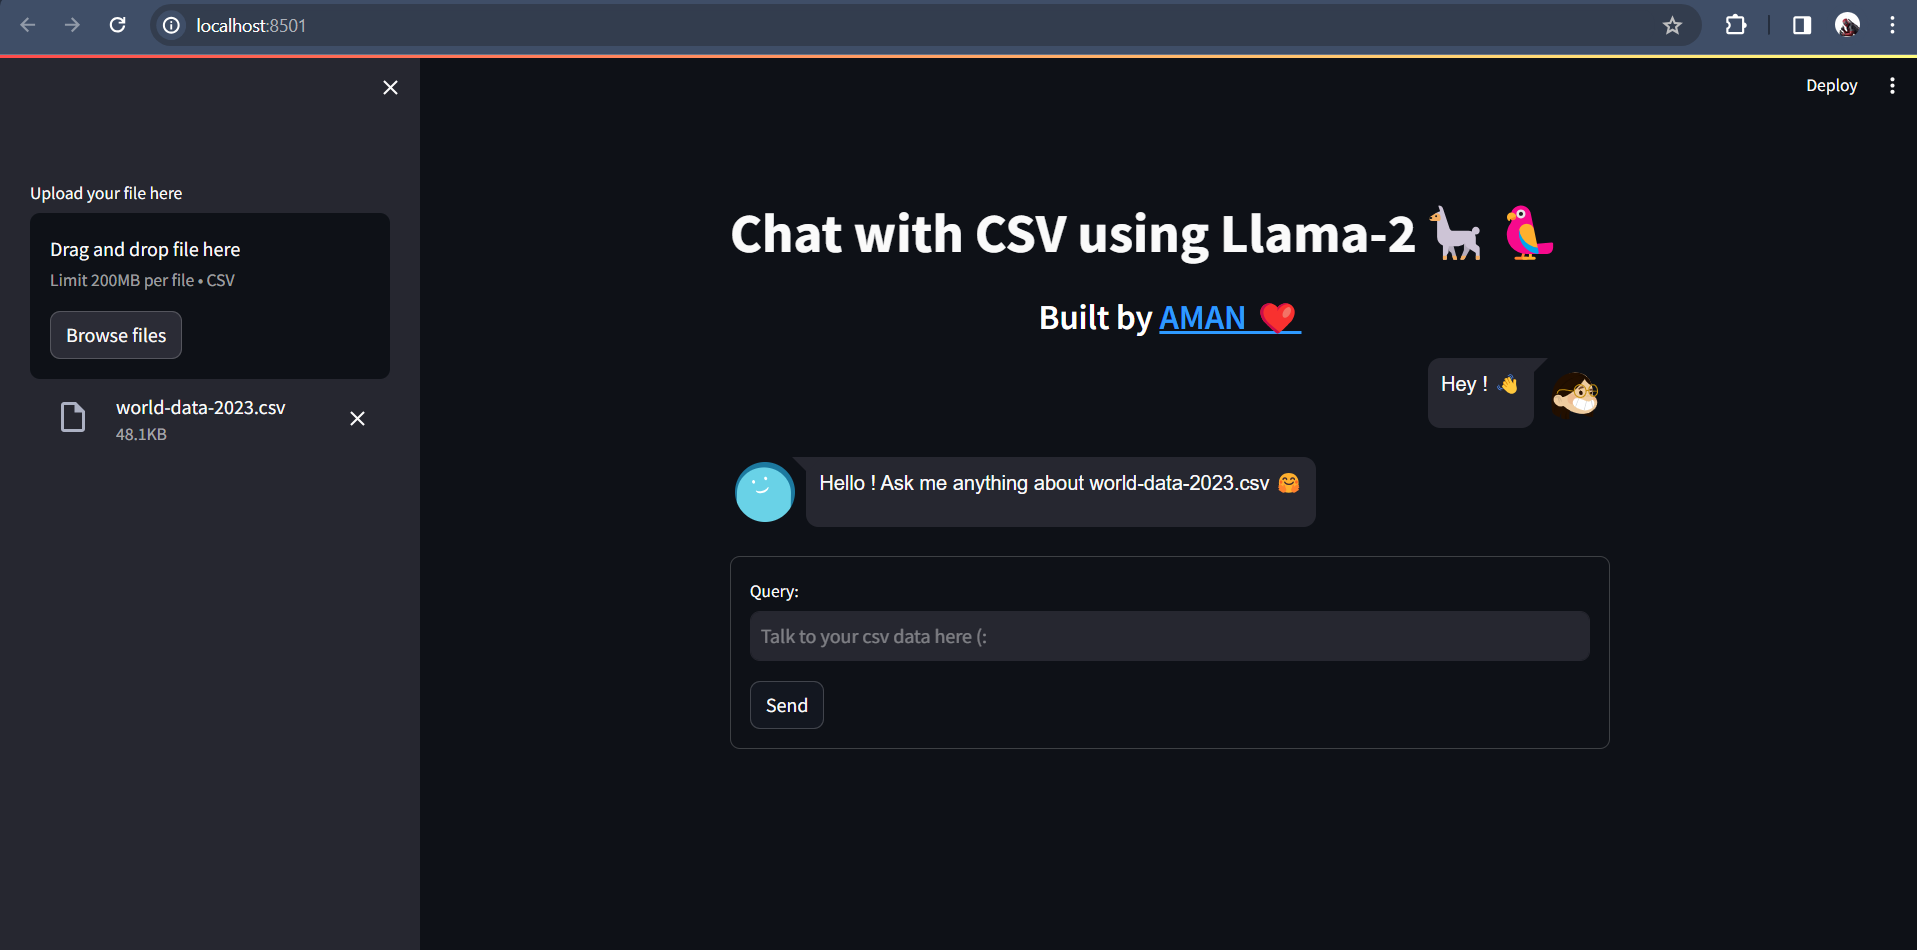 localhost:8501
Deploy
Upload your file here
Drag and drop file here
Limit 200MB per file • CSV
Browse files
world-data-2023.csv
48.1KB
Chat with CSV using Llama-2 🦙 🦜
Built by AMAN ❤️
Hey ! 👋
Hello ! Ask me anything about world-data-2023.csv 🤗
Query:
Talk to your csv data here (:
Send